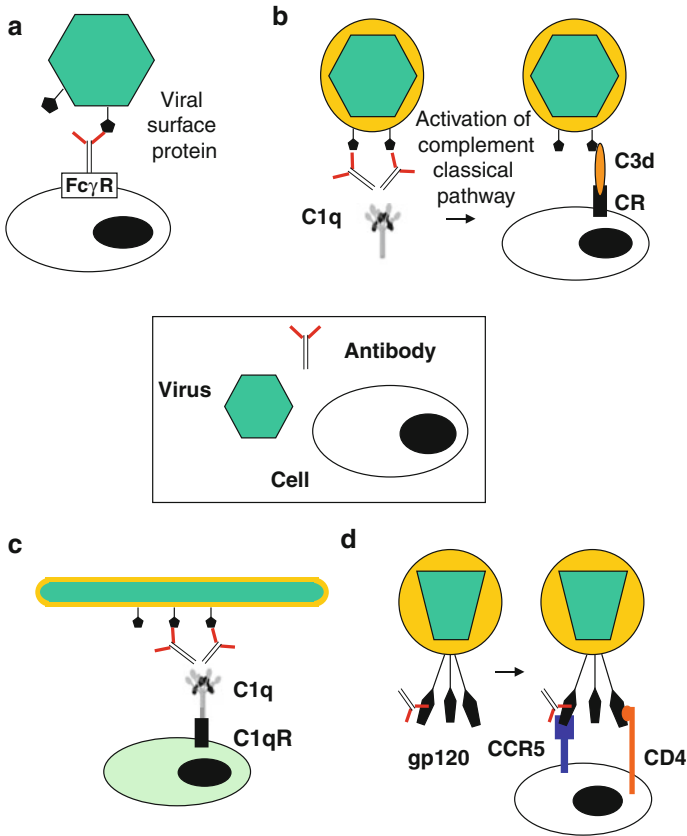 a
Viral
surface
protein
FcγR
b
Activation of
complement
classical
pathway
C1q
C3d
CR
Antibody
Virus
Cell
c
C1q
C1qR
d
gp120
CCR5
CD4